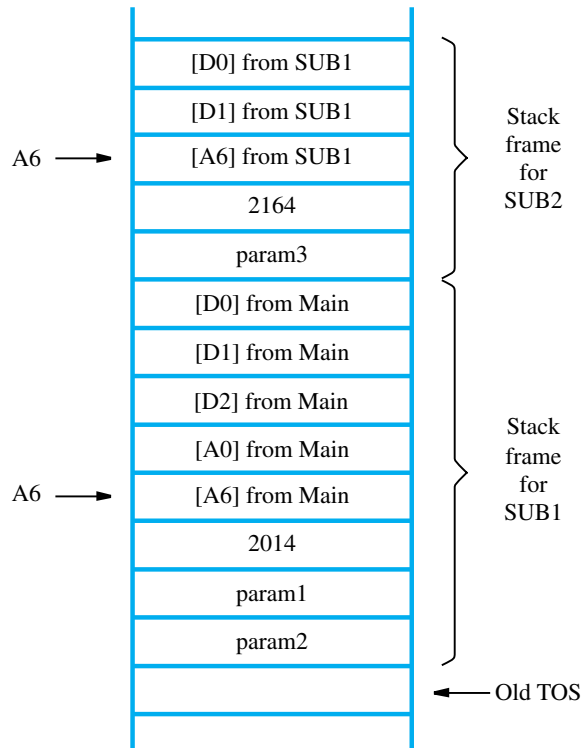 [D0] from SUB1
[D1] from SUB1
A6
[A6] from SUB1
2164
param3
Stack
frame
for
SUB2
[D0] from Main
[D1] from Main
[D2] from Main
[A0] from Main
A6
[A6] from Main
2014
param1
param2
Stack
frame
for
SUB1
Old TOS